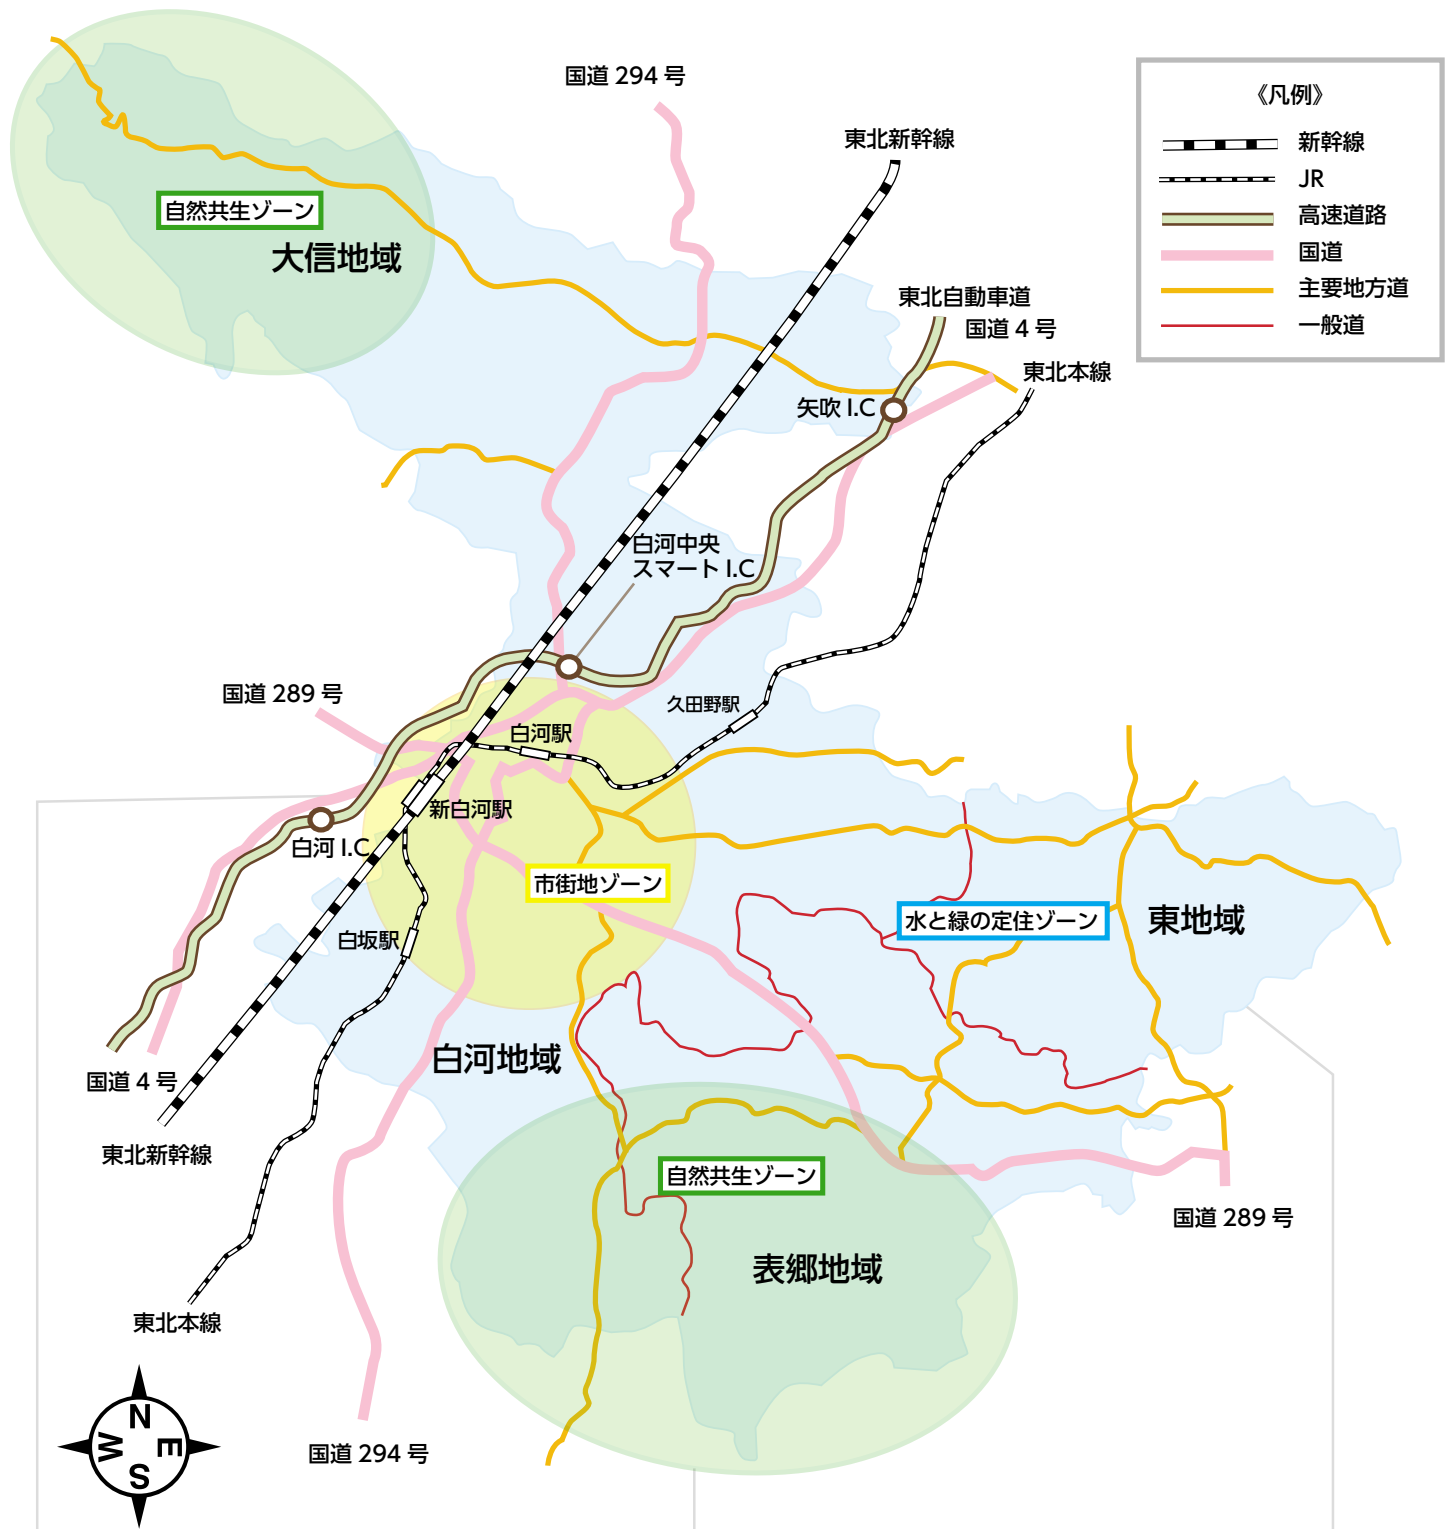 国道 294 号
《凡例》
新幹線
JR
高速道路
国道
主要地方道
一般道
東北新幹線
自然共生ゾーン
大信地域
東北自動車道
国道 4 号
東北本線
矢吹 I.C
白河中央
スマート I.C
国道 289 号
久田野駅
白河駅
新白河駅
白河 I.C
市街地ゾーン
水と緑の定住ゾーン
東地域
白坂駅
白河地域
国道 4 号
東北新幹線
自然共生ゾーン
国道 289 号
表郷地域
東北本線
国道 294 号
N
W
E
S